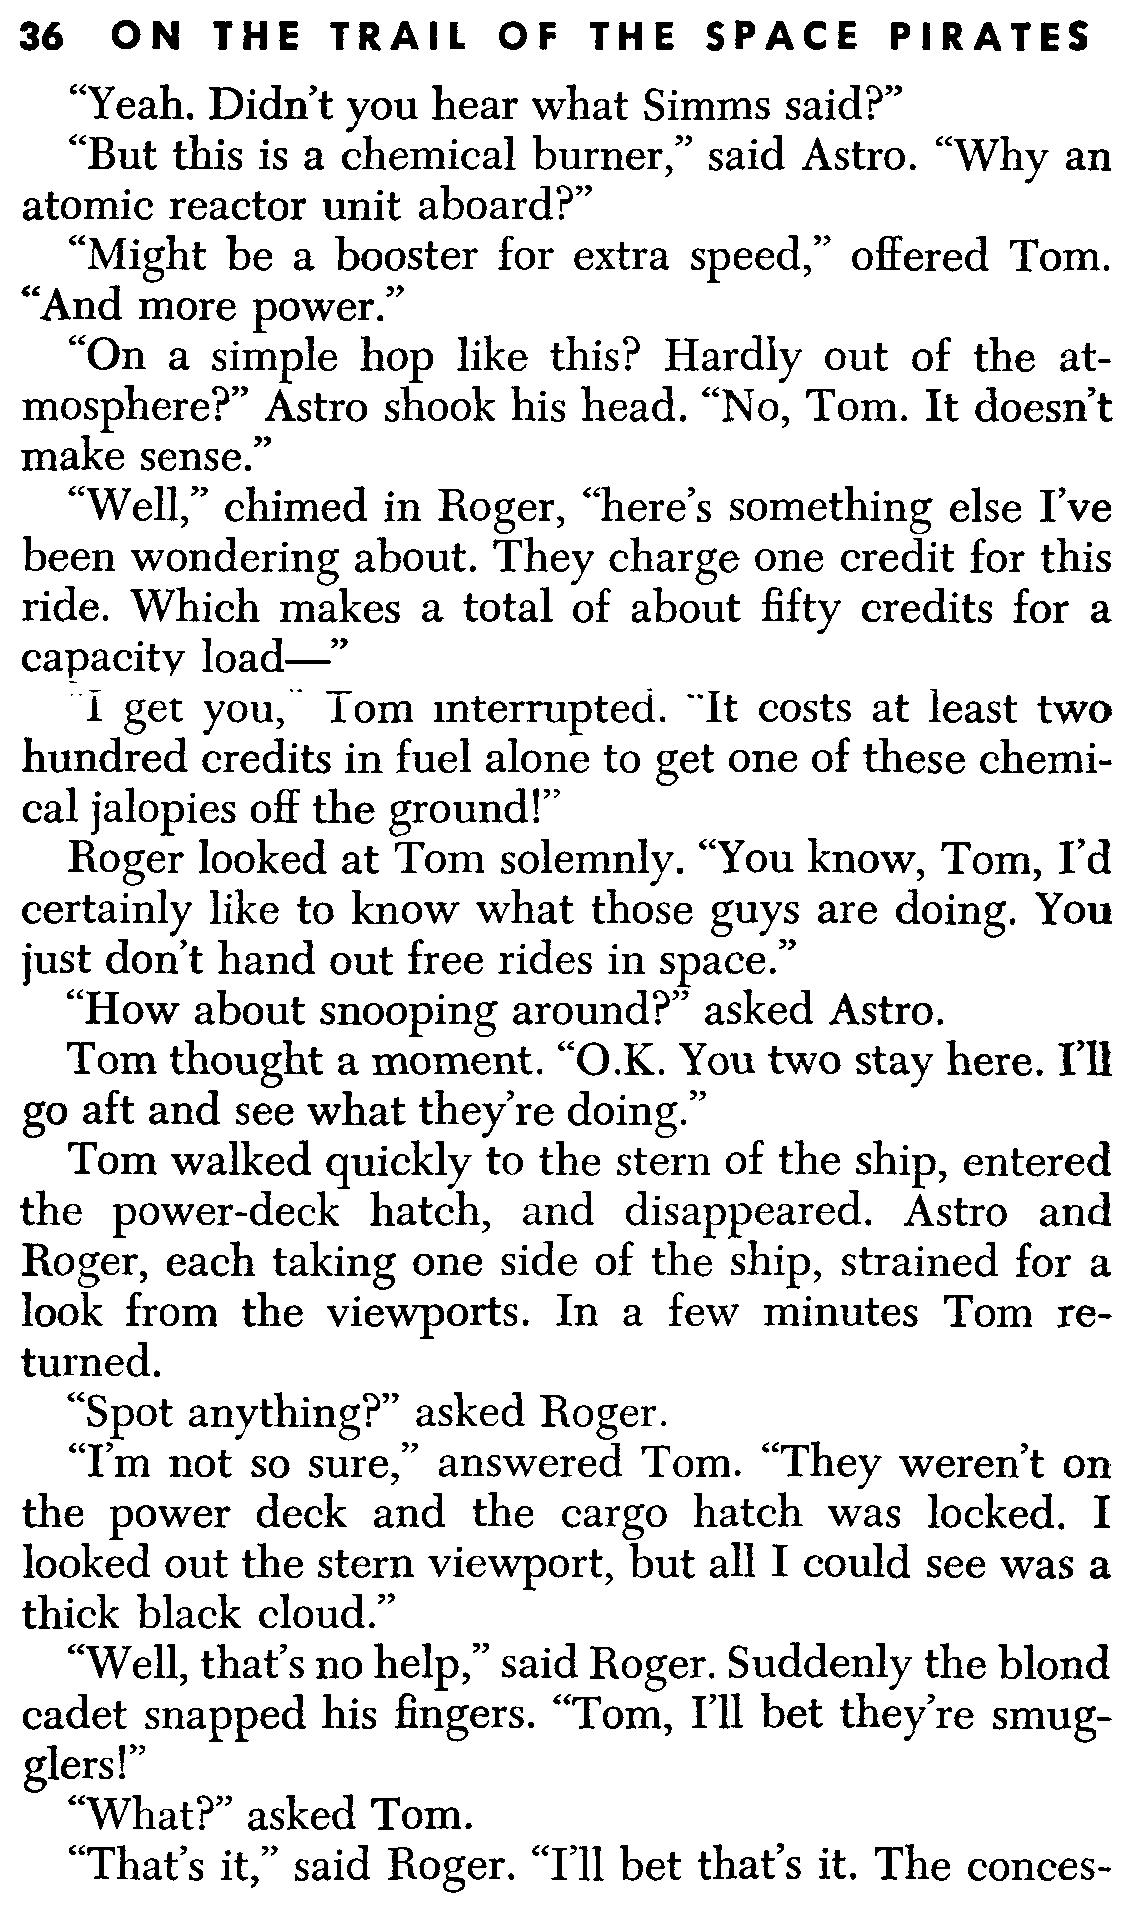 36 ON THE TRAIL OF THE SPACE PIRATES
“Yeah. Didn’t you hear what Simms said?”
“But this is a chemical burner,” said Astro. “Why an
atomic reactor unit aboard?”
“Might be a booster for extra speed,” offered Tom.
“And more power.”
“On a simple hop like this? Hardly out of the at-
mosphere?” Astro shook his head. “No, Tom. It doesn’t
make sense.”
“Well,” chimed in Roger, “here’s something else I’ve
been wondering about. They charge one credit for this
ride. Which makes a total of about fifty credits for a
capacity load—”
“I get you,” Tom interrupted. “It costs at least two
hundred credits in fuel alone to get one of these chemi-
cal jalopies off the ground!”
Roger looked at Tom solemnly. “You know, Tom, I’d
certainly like to know what those guys are doing. You
just don’t hand out free rides in space.”
“How about snooping around?” asked Astro.
Tom thought a moment. “O.K. You two stay here. I’ll
go aft and see what they’re doing.”
Tom walked quickly to the stern of the ship, entered
the power-deck hatch, and disappeared. Astro and
Roger, each taking one side of the ship, strained for a
look from the viewports. In a few minutes Tom re-
turned.
“Spot anything?” asked Roger.
“I’m not so sure,” answered Tom. “They weren’t on
the power deck and the cargo hatch was locked. I
looked out the stern viewport, but all I could see was a
thick black cloud.”
“Well, that’s no help,” said Roger. Suddenly the blond
cadet snapped his fingers. “Tom, I’ll bet they’re smug-
glers!”
“What?” asked Tom.
“That’s it,” said Roger. “I’ll bet that’s it. The conces-